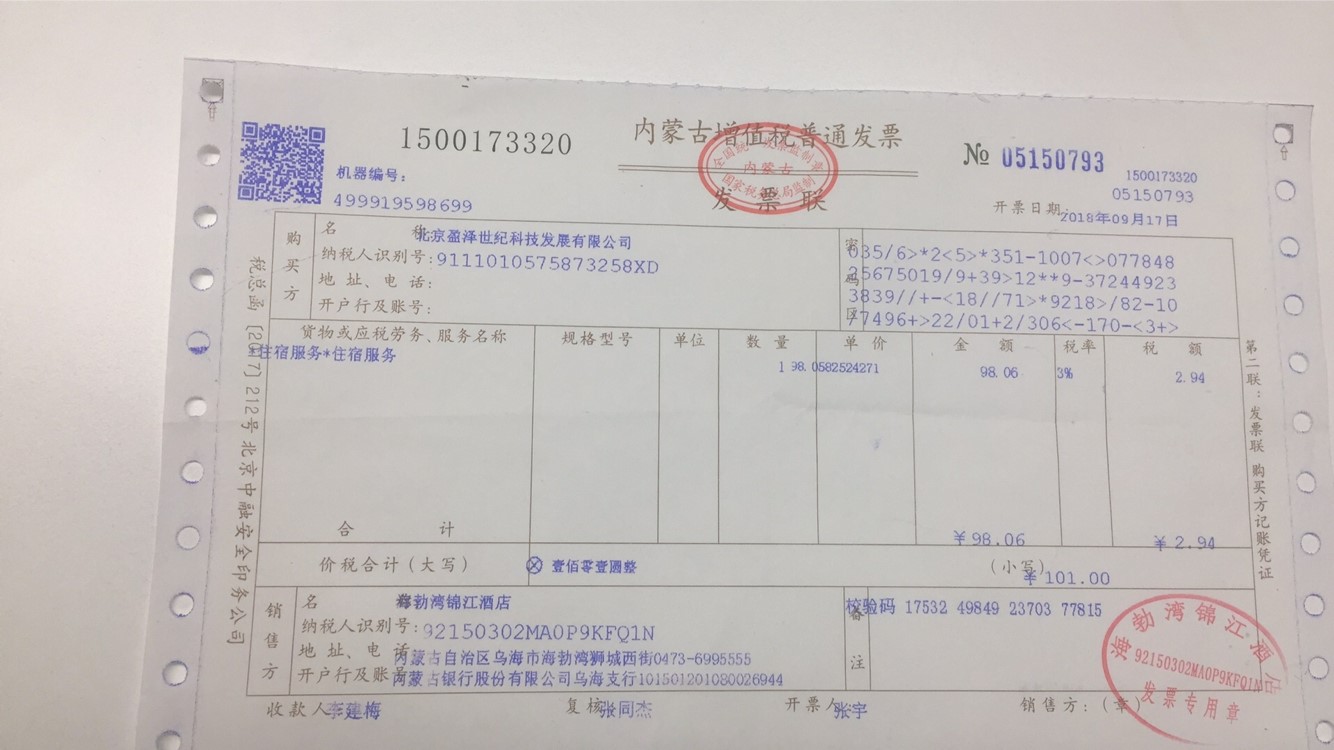 1500173320
内蒙古增值税普通发票
发票联
全国统一发票监制章
内蒙古
国家税务总局监制
№ 05150793
1500173320
05150793
机器编号：
499919598699
开票日期: 2018年09月17日
购买方
名 称: 北京盈泽世纪科技发展有限公司
纳税人识别号: 9111010575873258XD
地址、电话:
开户行及账号:
密码区
035/6>*2<5>*351-1007<>077848
25675019/9+39>12**9-37244923
3839//+-<18//71>*9218>/82-10
/7496+>22/01+2/306<-170-<3+>
货物或应税劳务、服务名称 规格型号 单位 数量 单价 金额 税率 税额
*住宿服务*住宿服务 1 98.0582524271 98.06 3% 2.94
合计 ￥98.06 ￥2.94
价税合计(大写) ⊗ 壹佰零壹圆整 (小写) ￥101.00
销售方
名 称: 海勃湾锦江酒店
纳税人识别号: 92150302MA0P9KFQ1N
地址、电话: 内蒙古自治区乌海市海勃湾狮城西街0473-6995555
开户行及账号: 内蒙古银行股份有限公司乌海支行101501201080026944
备注
校验码 17532 49849 23703 77815
收款人: 李建梅 复核: 张同杰 开票人: 张宇 销售方:(章)
海勃湾锦江酒店
92150302MA0P9KFQ1N
发票专用章
税总函〔2017〕212号北京中融安全印务公司
第二联：发票联 购买方记账凭证